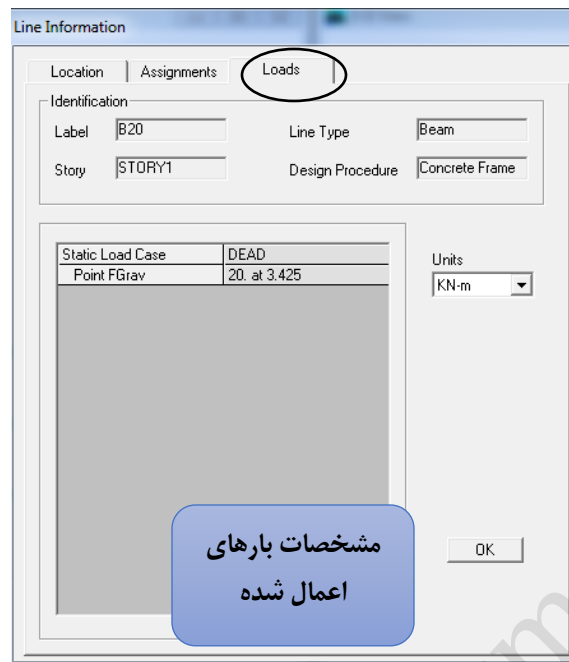 Line Information
Location Assignments Loads
Identification
Label B20 Line Type Beam
Story STORY1 Design Procedure Concrete Frame
Static Load Case DEAD
Point FGrav 20. at 3.425
Units
KN-m
مشخصات بارهای
اعمال شده
OK